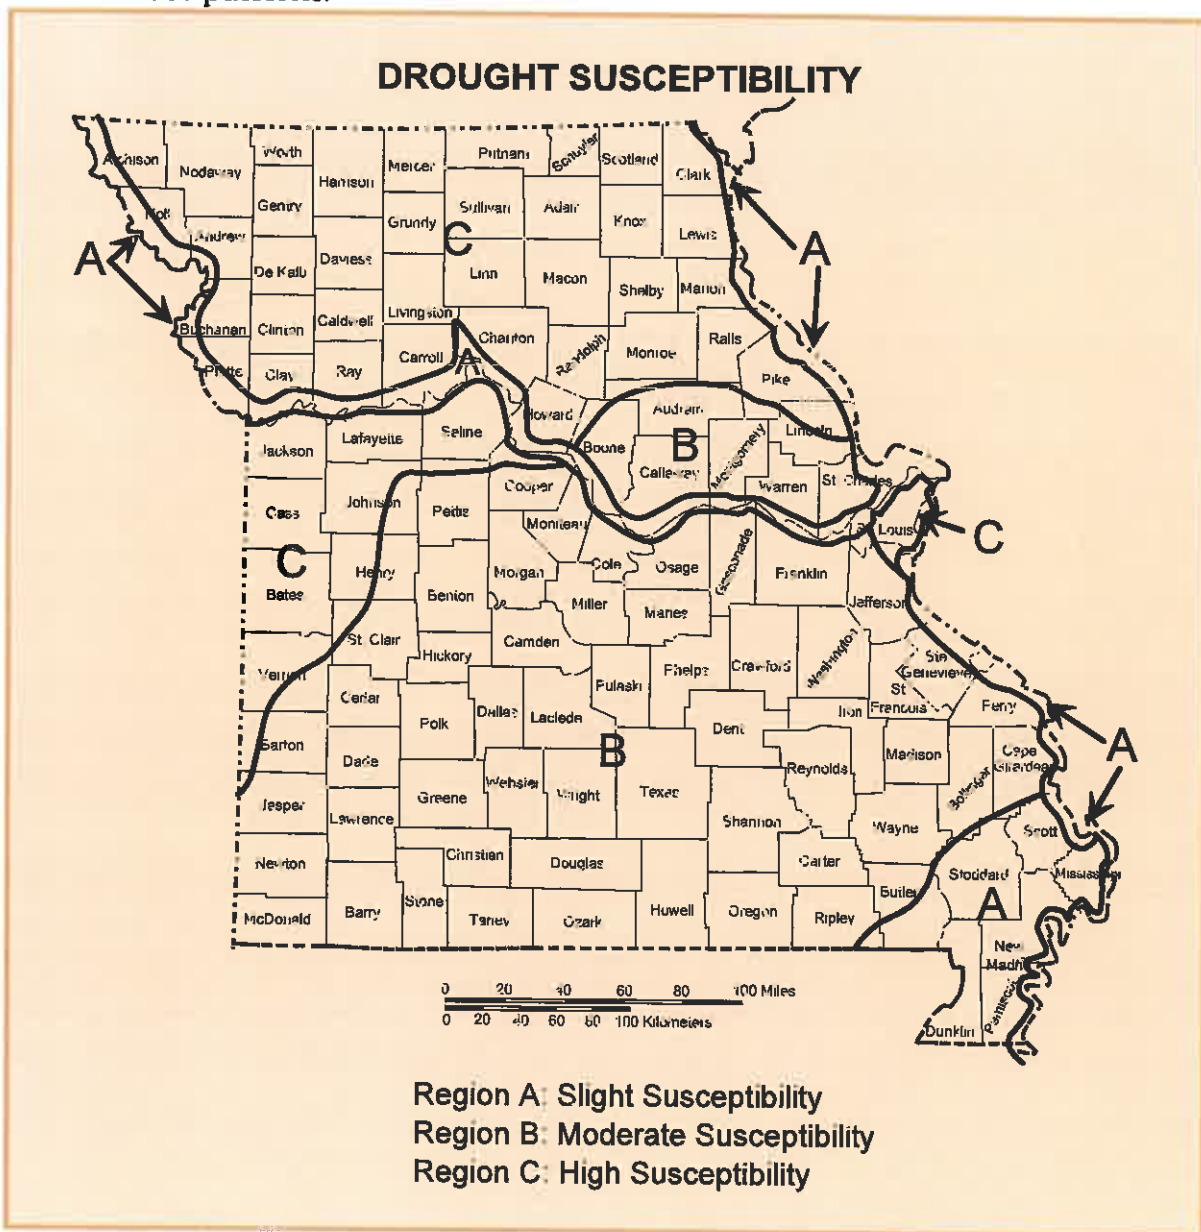 patterns.
DROUGHT SUSCEPTIBILITY
Atchison
Nodaway
Worth
Harrison
Mercer
Putnam
Schuyler
Scotland
Clark
Holt
Andrew
Gentry
Grundy
Sullivan
Adair
Knox
Lewis
A
De Kalb
Daviess
C
Linn
Macon
Shelby
Marion
A
Buchanan
Clinton
Caldwell
Livingston
Chariton
Randolph
Monroe
Ralls
Platte
Clay
Ray
Carroll
A
Pike
Howard
Audrain
Jackson
Lafayette
Saline
Boone
B
Callaway
Montgomery
Lincoln
Cass
Johnson
Pettis
Cooper
Moniteau
Warren
St Charles
Louis
C
C
Bates
Henry
Benton
Morgan
Cole
Osage
Gasconade
Franklin
Jefferson
Miller
Maries
St. Clair
Hickory
Camden
Vernon
Cedar
Polk
Dallas
Laclede
Pulaski
Phelps
Crawford
Washington
Ste
Genevieve
St
Francois
Perry
Barton
Dade
B
Dent
Iron
Madison
Reynolds
Bollinger
Cape
Girardeau
A
Jasper
Lawrence
Greene
Webster
Wright
Texas
Shannon
Wayne
Scott
Newton
Christian
Douglas
Carter
Butler
Stoddard
Mississippi
McDonald
Barry
Stone
Taney
Ozark
Howell
Oregon
Ripley
A
New
Madrid
Dunklin
Pemiscot
0 20 40 60 80 100 Miles
0 20 40 60 80 100 Kilometers
Region A: Slight Susceptibility
Region B: Moderate Susceptibility
Region C: High Susceptibility